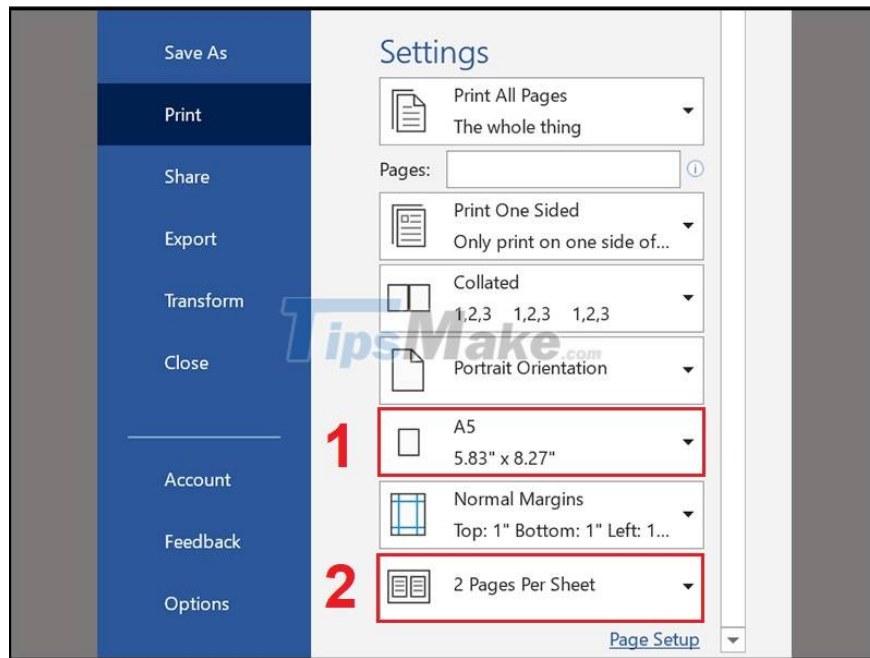 Save As
Print
Share
Export
Transform
Close
Account
Feedback
Options
Settings
Print All Pages
The whole thing
Pages:
Print One Sided
Only print on one side of...
Collated
1,2,3 1,2,3 1,2,3
TipsMake.com
Portrait Orientation
1
A5
5.83" x 8.27"
Normal Margins
Top: 1" Bottom: 1" Left: 1...
2
2 Pages Per Sheet
Page Setup